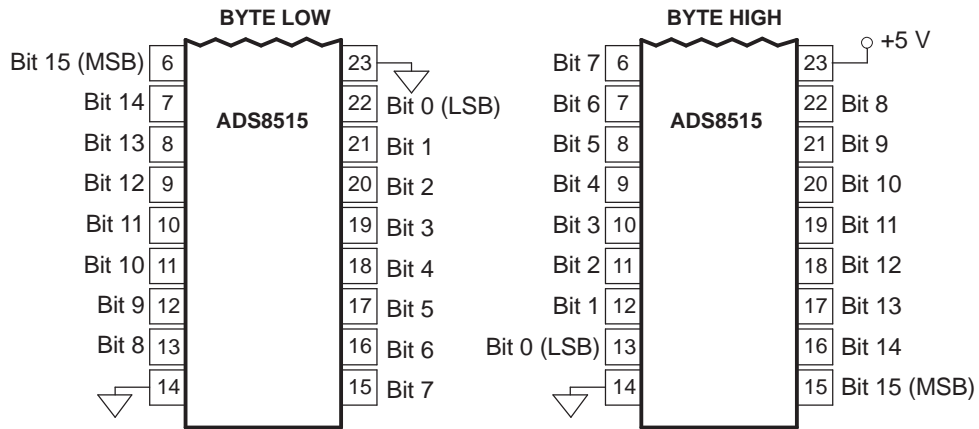 BYTE LOW
Bit 15 (MSB) 6 23
Bit 14 7 22 Bit 0 (LSB)
ADS8515
Bit 13 8 21 Bit 1
Bit 12 9 20 Bit 2
Bit 11 10 19 Bit 3
Bit 10 11 18 Bit 4
Bit 9 12 17 Bit 5
Bit 8 13 16 Bit 6
14 15 Bit 7
BYTE HIGH
Bit 7 6 23 +5 V
Bit 6 7 22 Bit 8
ADS8515
Bit 5 8 21 Bit 9
Bit 4 9 20 Bit 10
Bit 3 10 19 Bit 11
Bit 2 11 18 Bit 12
Bit 1 12 17 Bit 13
Bit 0 (LSB) 13 16 Bit 14
14 15 Bit 15 (MSB)